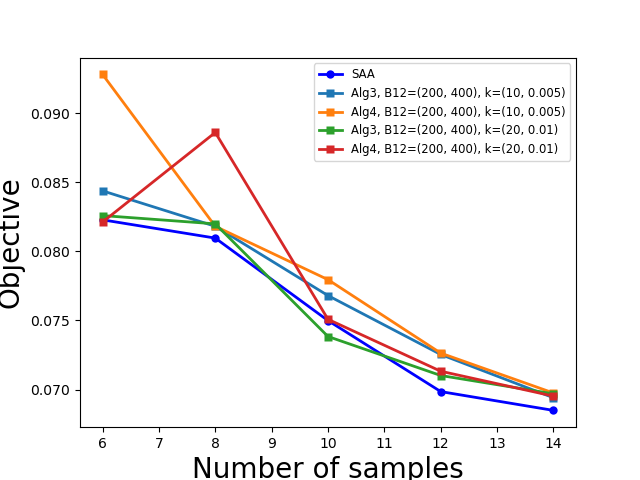 SAA
Alg3, B12=(200, 400), k=(10, 0.005)
Alg4, B12=(200, 400), k=(10, 0.005)
Alg3, B12=(200, 400), k=(20, 0.01)
Alg4, B12=(200, 400), k=(20, 0.01)
Objective
0.090
0.085
0.080
0.075
0.070
6 7 8 9 10 11 12 13 14
Number of samples